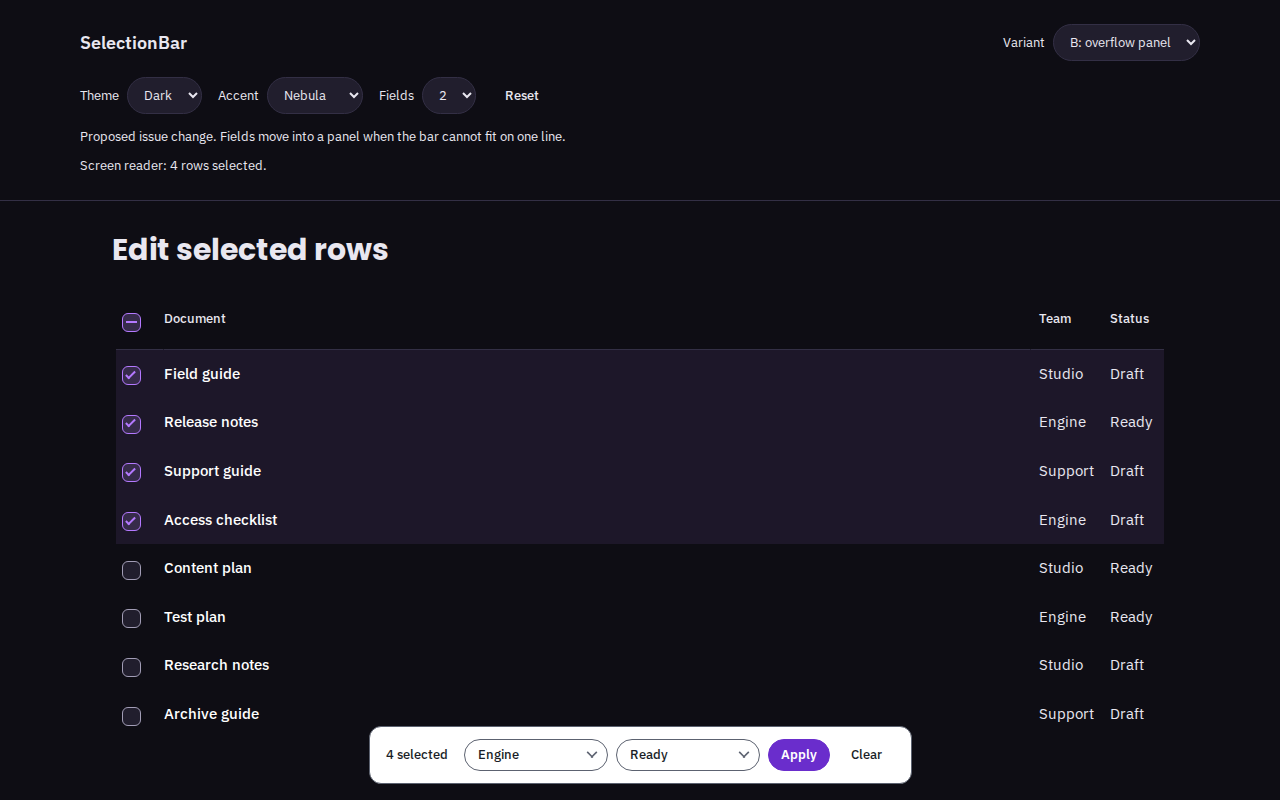 SelectionBar
Variant B: overflow panel
Theme Dark Accent Nebula Fields 2 Reset
Proposed issue change. Fields move into a panel when the bar cannot fit on one line.
Screen reader: 4 rows selected.
Edit selected rows
Document Team Status
Field guide Studio Draft
Release notes Engine Ready
Support guide Support Draft
Access checklist Engine Draft
Content plan Studio Ready
Test plan Engine Ready
Research notes Studio Draft
Archive guide Support Draft
4 selected Engine Ready Apply Clear